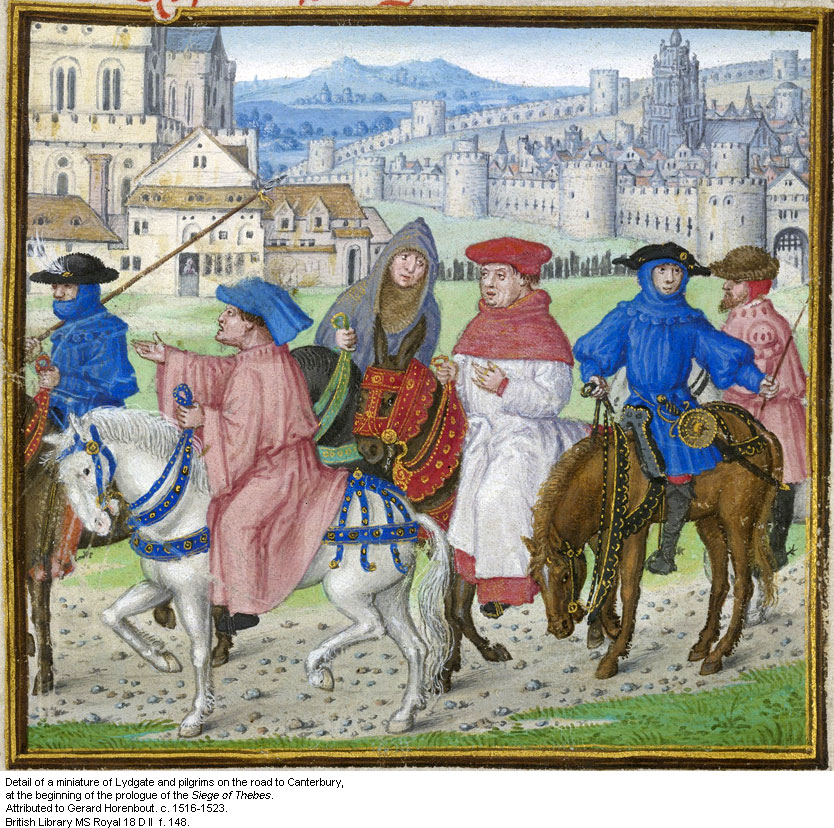 Detail of a miniature of Lydgate and pilgrims on the road to Canterbury,
at the beginning of the prologue of the Siege of Thebes.
Attributed to Gerard Horenbout. c. 1516-1523.
British Library MS Royal 18 D II f. 148.